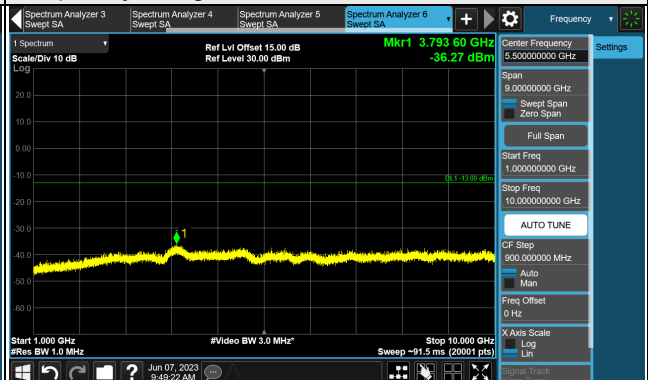 Spectrum Analyzer 3
Swept SA
Spectrum Analyzer 4
Swept SA
Spectrum Analyzer 5
Swept SA
Spectrum Analyzer 6
Swept SA
+
Frequency
1 Spectrum
Ref Lvl Offset 15.00 dB
Mkr1 3.793 60 GHz
Scale/Div 10 dB
Ref Level 30.00 dBm
-36.27 dBm
Log
20.0
10.0
0.00
-10.0
DL1 -13.00 dBm
-20.0
-30.0
1
-40.0
-50.0
-60.0
Start 1.000 GHz
#Video BW 3.0 MHz*
Stop 10.000 GHz
#Res BW 1.0 MHz
Sweep ~91.5 ms (20001 pts)
Center Frequency
5.500000000 GHz
Settings
Span
9.00000000 GHz
Swept Span
Zero Span
Full Span
Start Freq
1.000000000 GHz
Stop Freq
10.000000000 GHz
AUTO TUNE
CF Step
900.000000 MHz
Auto
Man
Freq Offset
0 Hz
X Axis Scale
Log
Lin
Signal Track
?
Jun 07, 2023
9:49:22 AM